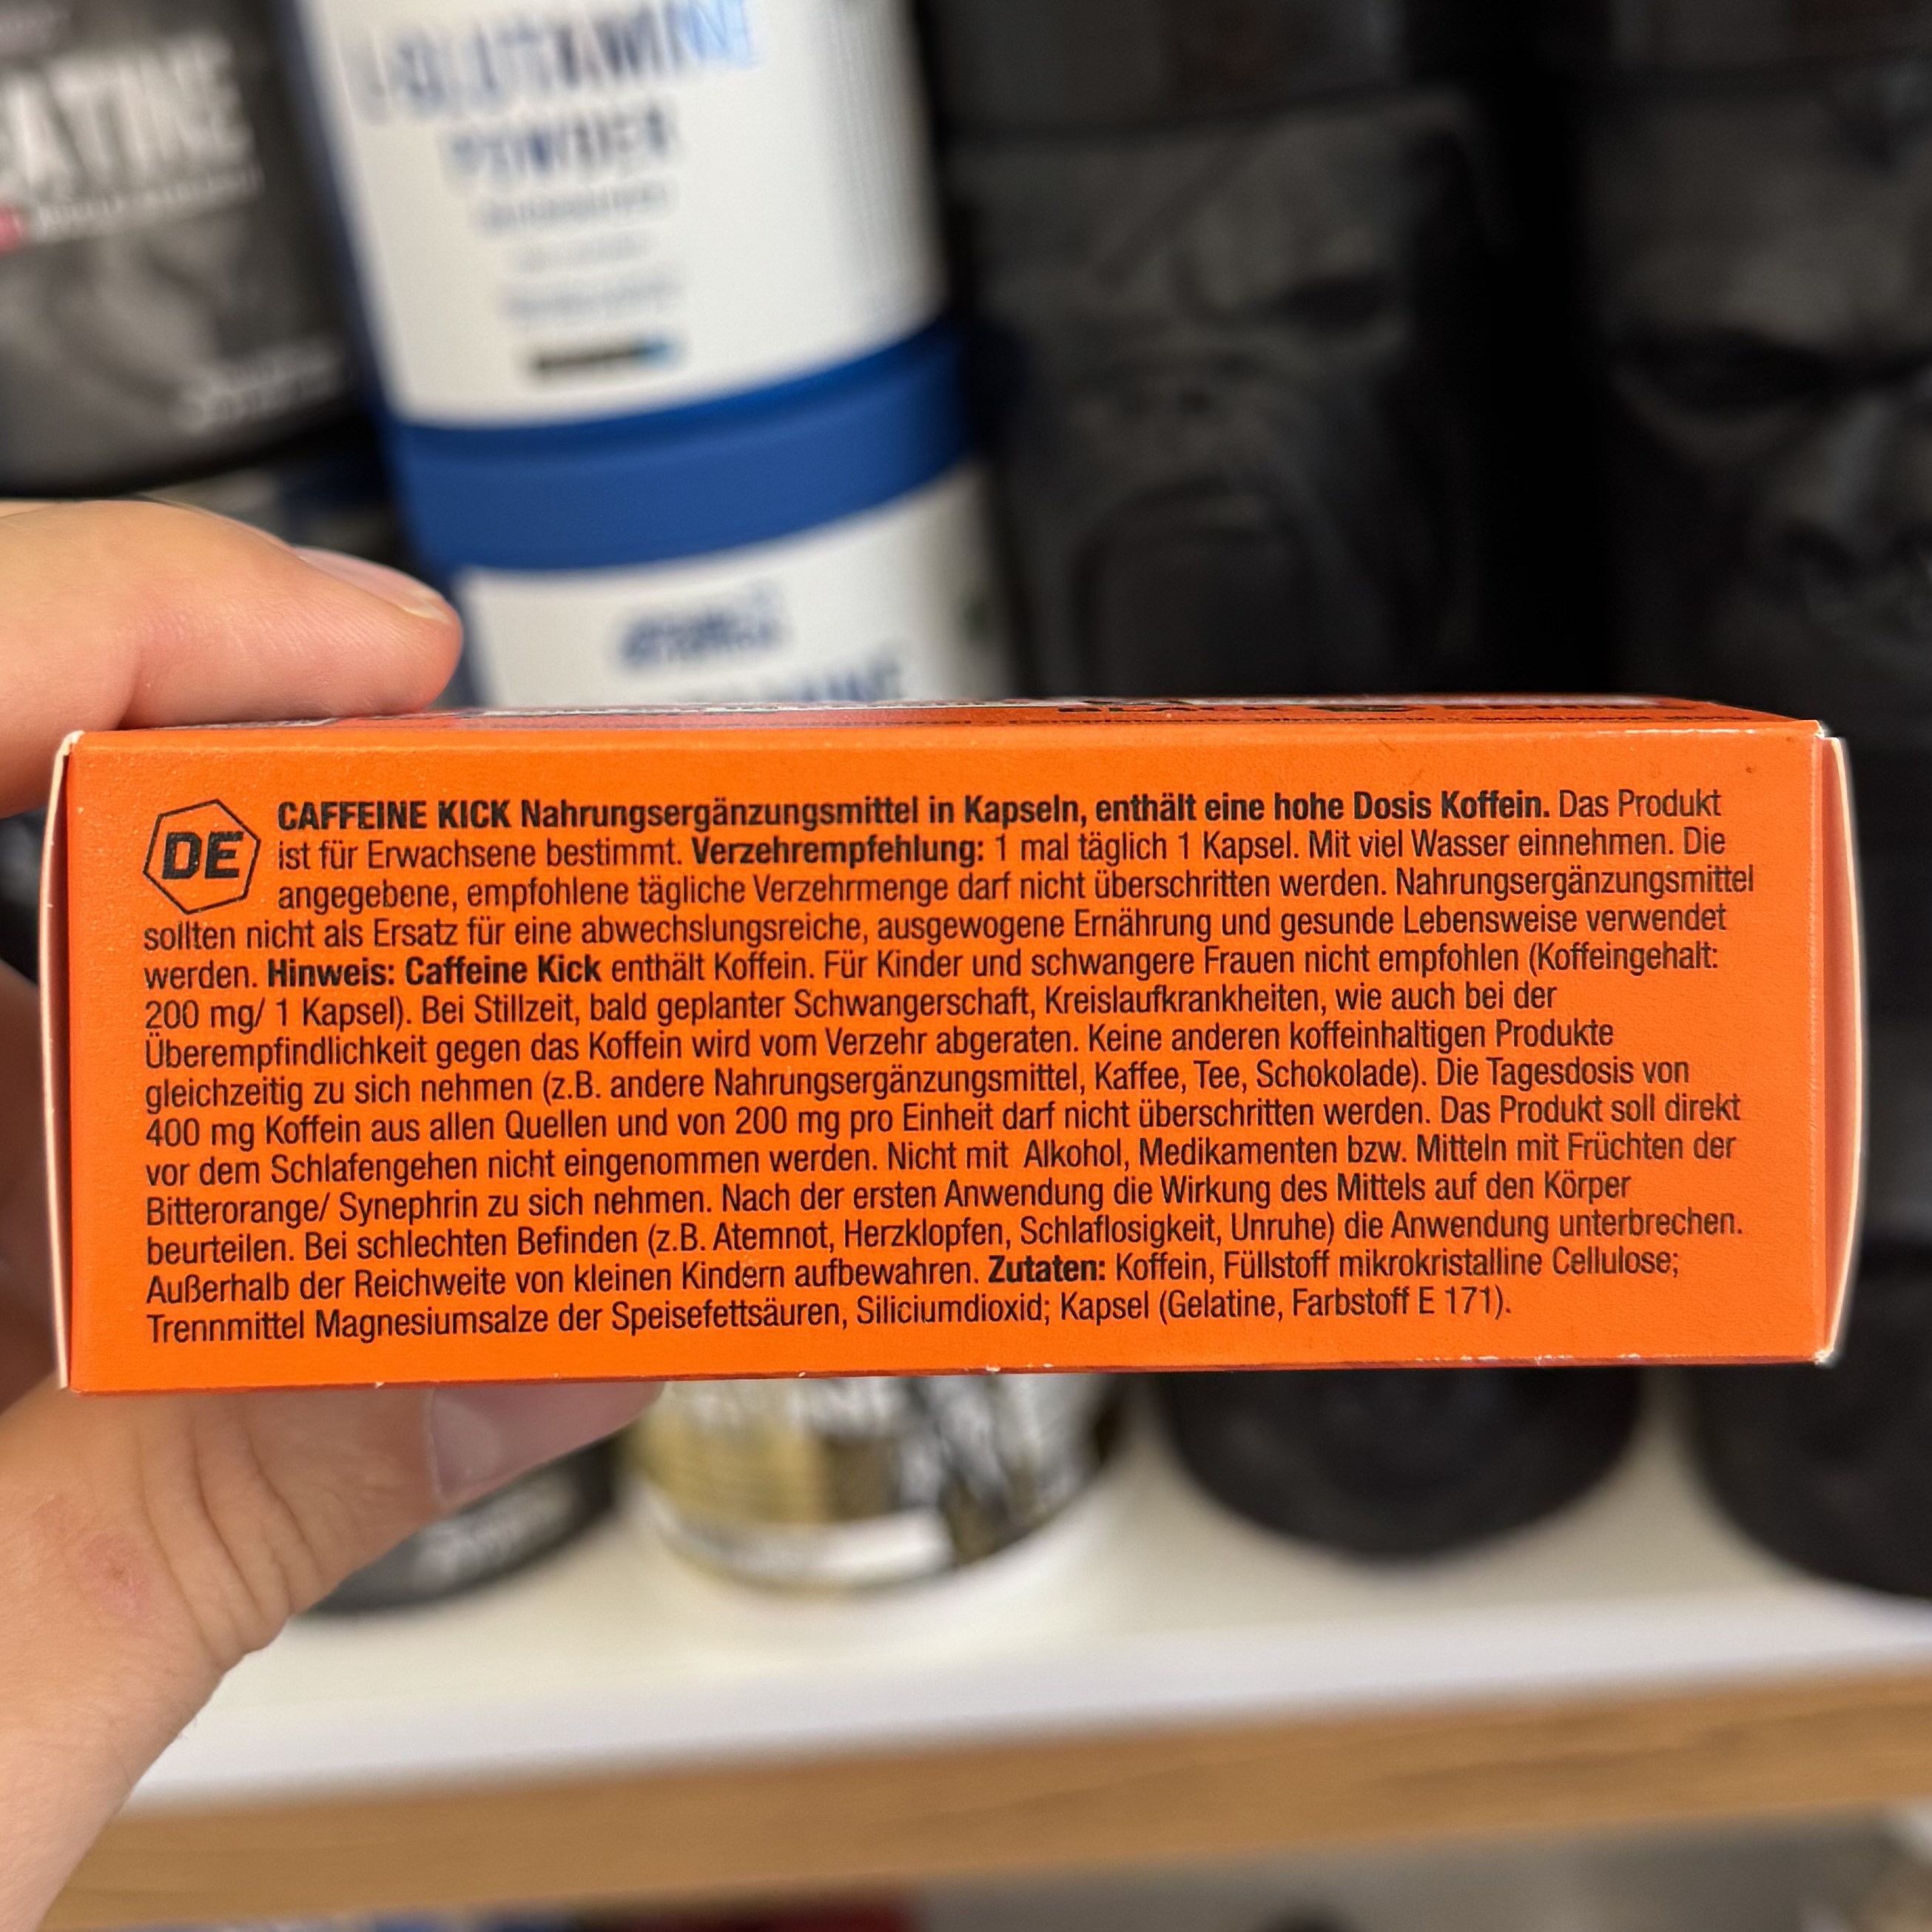 ATINE
L-GLUTAMINE
POWDER
DE
CAFFEINE KICK Nahrungsergänzungsmittel in Kapseln, enthält eine hohe Dosis Koffein. Das Produkt
ist für Erwachsene bestimmt. Verzehrempfehlung: 1 mal täglich 1 Kapsel. Mit viel Wasser einnehmen. Die
angegebene, empfohlene tägliche Verzehrmenge darf nicht überschritten werden. Nahrungsergänzungsmittel
sollten nicht als Ersatz für eine abwechslungsreiche, ausgewogene Ernährung und gesunde Lebensweise verwendet
werden. Hinweis: Caffeine Kick enthält Koffein. Für Kinder und schwangere Frauen nicht empfohlen (Koffeingehalt:
200 mg/ 1 Kapsel). Bei Stillzeit, bald geplanter Schwangerschaft, Kreislaufkrankheiten, wie auch bei der
Überempfindlichkeit gegen das Koffein wird vom Verzehr abgeraten. Keine anderen koffeinhaltigen Produkte
gleichzeitig zu sich nehmen (z.B. andere Nahrungsergänzungsmittel, Kaffee, Tee, Schokolade). Die Tagesdosis von
400 mg Koffein aus allen Quellen und von 200 mg pro Einheit darf nicht überschritten werden. Das Produkt soll direkt
vor dem Schlafengehen nicht eingenommen werden. Nicht mit Alkohol, Medikamenten bzw. Mitteln mit Früchten der
Bitterorange/ Synephrin zu sich nehmen. Nach der ersten Anwendung die Wirkung des Mittels auf den Körper
beurteilen. Bei schlechten Befinden (z.B. Atemnot, Herzklopfen, Schlaflosigkeit, Unruhe) die Anwendung unterbrechen.
Außerhalb der Reichweite von kleinen Kindern aufbewahren. Zutaten: Koffein, Füllstoff mikrokristalline Cellulose;
Trennmittel Magnesiumsalze der Speisefettsäuren, Siliciumdioxid; Kapsel (Gelatine, Farbstoff E 171).